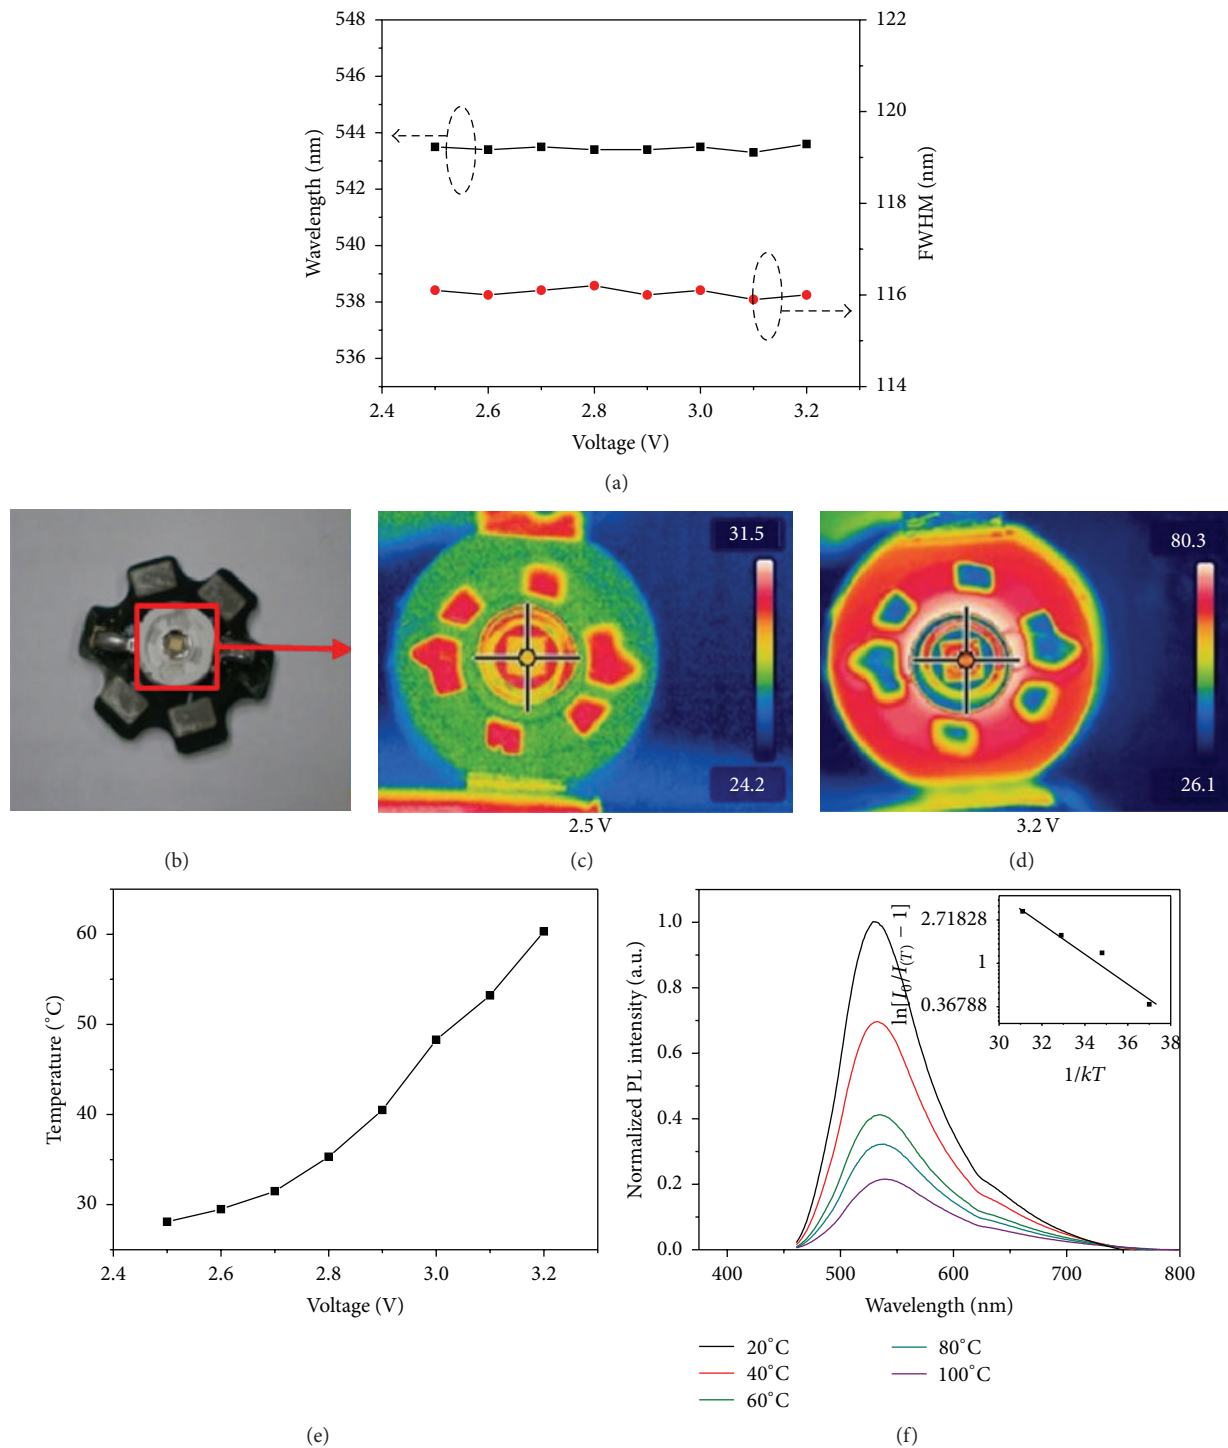 548
546
544
542
540
538
536
Wavelength (nm)
122
120
118
116
114
FWHM (nm)
2.4
2.6
2.8
3.0
3.2
Voltage (V)
(a)
31.5
24.2
80.3
26.1
2.5 V
3.2 V
(b)
(c)
(d)
60
50
40
30
Temperature (˚C)
2.4
2.6
2.8
3.0
3.2
Voltage (V)
1.0
0.8
0.6
0.4
0.2
0.0
Normalized PL intensity (a.u.)
400
500
600
700
800
Wavelength (nm)
ln[I₀/I(T) − 1]
2.71828
1
0.36788
30
32
34
36
38
1/kT
20˚C
40˚C
60˚C
80˚C
100˚C
(e)
(f)